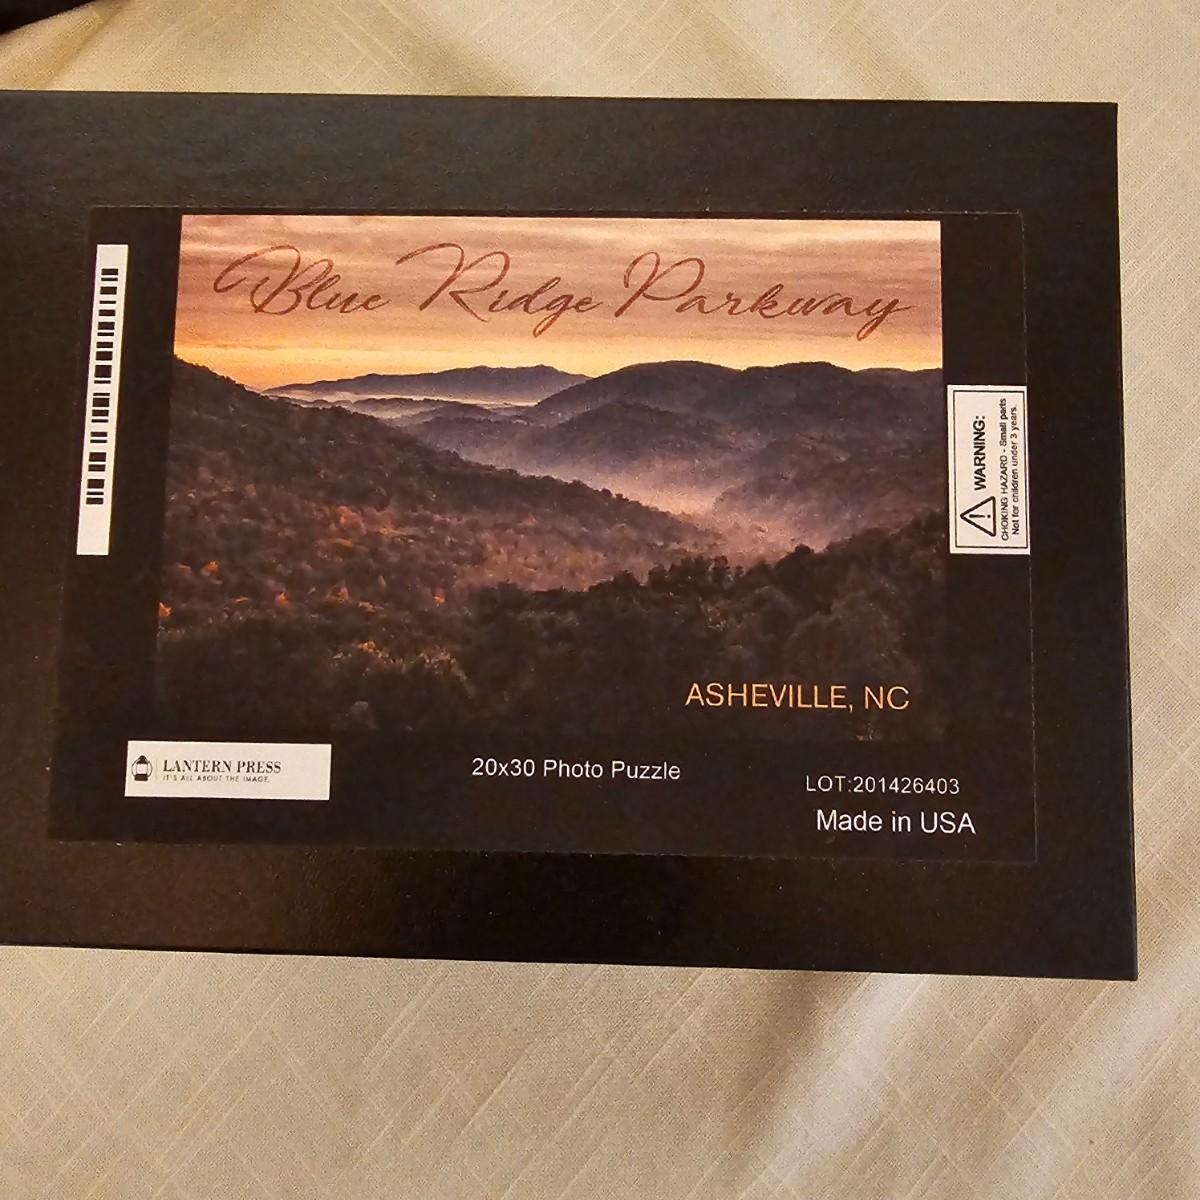 Blue Ridge Parkway
WARNING:
CHOKING HAZARD - Small parts
Not for children under 3 years.
ASHEVILLE, NC
LANTERN PRESS
IT'S ALL ABOUT THE IMAGE.
20x30 Photo Puzzle
LOT:201426403
Made in USA